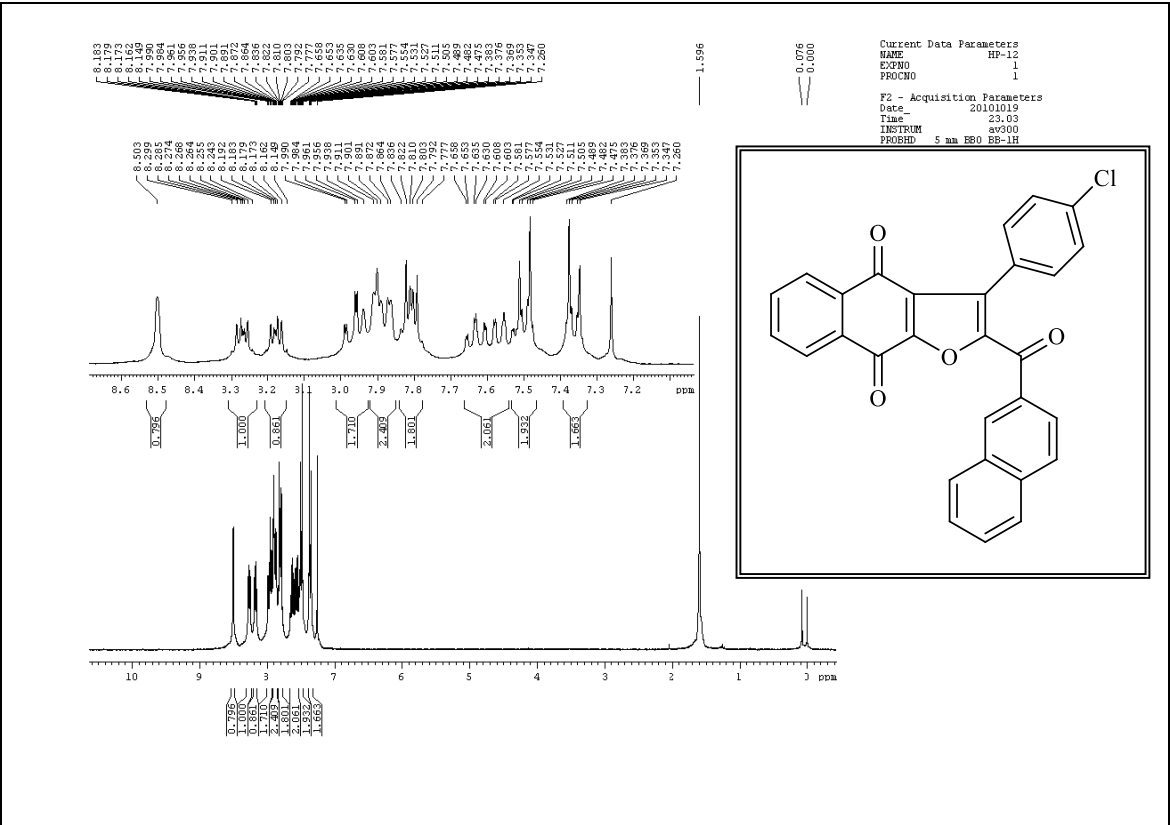 8.183 8.179 8.173 8.162 8.149 7.990 7.984 7.961 7.956 7.938 7.911 7.901 7.891 7.872 7.864 7.836 7.822 7.810 7.803 7.792 7.777 7.658 7.653 7.635 7.630 7.608 7.603 7.581 7.577 7.554 7.531 7.527 7.511 7.505 7.489 7.482 7.475 7.383 7.376 7.369 7.353 7.347 7.260
1.596
0.076 0.000
Current Data Parameters
NAME HP-12
EXPNO 1
PROCNO 1
F2 - Acquisition Parameters
Date_ 20101019
Time 23.03
INSTRUM av300
PROBHD 5 mm BBO BB-1H
8.503 8.299 8.285 8.274 8.268 8.264 8.255 8.243 8.192 8.183 8.179 8.173 8.162 8.149 7.990 7.984 7.961 7.956 7.938 7.911 7.901 7.891 7.872 7.864 7.836 7.822 7.810 7.803 7.792 7.777 7.658 7.653 7.635 7.630 7.608 7.603 7.581 7.577 7.554 7.531 7.527 7.511 7.505 7.489 7.482 7.475 7.383 7.376 7.369 7.353 7.347 7.260
Cl
O
O
O
O
8.6 8.5 8.4 3.3 3.2 3.1 3.0 7.9 7.8 7.7 7.6 7.5 7.4 7.3 7.2 ppm
0.796 1.000 0.861 1.710 2.409 1.801 2.061 1.932 1.663
10 9 8 7 6 5 4 3 2 1 0 ppm
0.796 1.000 0.861 1.710 2.409 1.801 2.061 1.932 1.663